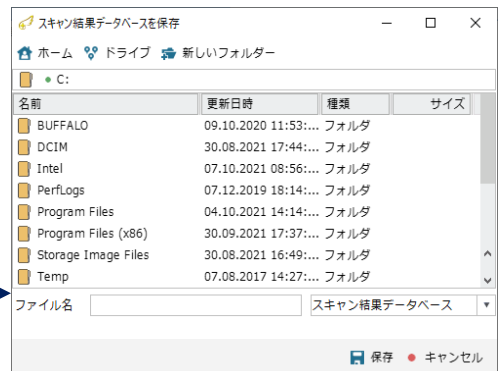 スキャン結果データベースを保存
ホーム ドライブ 新しいフォルダー
C:
名前 更新日時 種類 サイズ
BUFFALO 09.10.2020 11:53:... フォルダ
DCIM 30.08.2021 17:44:... フォルダ
Intel 07.10.2021 08:56:... フォルダ
PerfLogs 07.12.2019 18:14:... フォルダ
Program Files 04.10.2021 14:14:... フォルダ
Program Files (x86) 30.09.2021 17:37:... フォルダ
Storage Image Files 30.08.2021 16:49:... フォルダ
Temp 07.08.2017 14:27:... フォルダ
ファイル名 スキャン結果データベース
保存 キャンセル